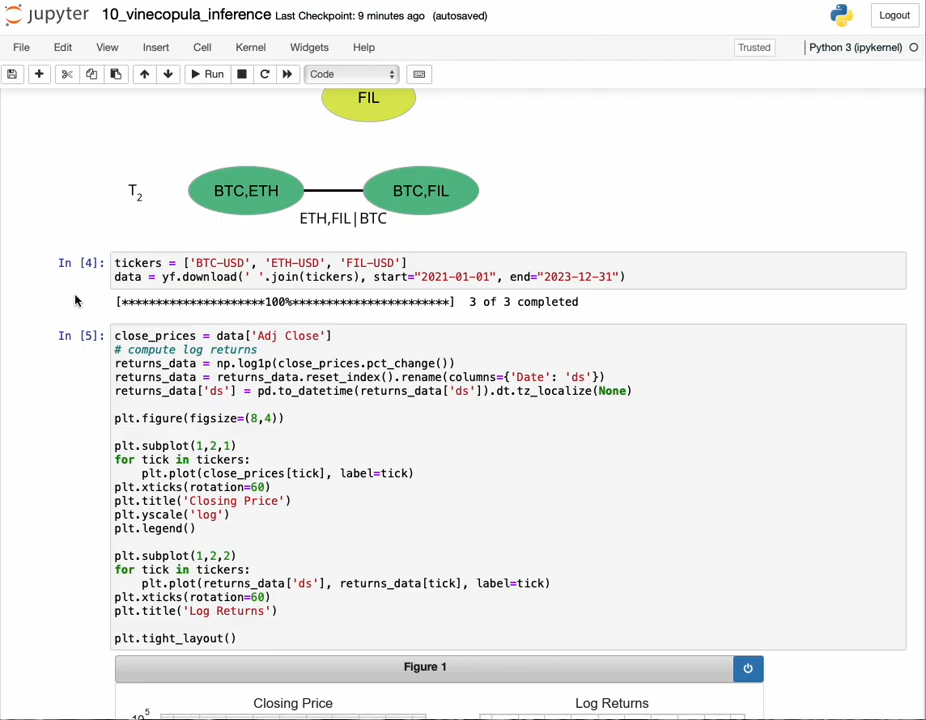 jupyter 10_vinecopula_inference Last Checkpoint: 9 minutes ago (autosaved)
Logout
File Edit View Insert Cell Kernel Widgets Help
Trusted
Python 3 (ipykernel)
Run
Code
FIL
T2
BTC,ETH
BTC,FIL
ETH,FIL|BTC
In [4]:
tickers = ['BTC-USD', 'ETH-USD', 'FIL-USD']
data = yf.download(' '.join(tickers), start="2021-01-01", end="2023-12-31")
[**********************100%***********************]  3 of 3 completed
In [5]:
close_prices = data['Adj Close']
# compute log returns
returns_data = np.log1p(close_prices.pct_change())
returns_data = returns_data.reset_index().rename(columns={'Date': 'ds'})
returns_data['ds'] = pd.to_datetime(returns_data['ds']).dt.tz_localize(None)
plt.figure(figsize=(8,4))
plt.subplot(1,2,1)
for tick in tickers:
    plt.plot(close_prices[tick], label=tick)
plt.xticks(rotation=60)
plt.title('Closing Price')
plt.yscale('log')
plt.legend()
plt.subplot(1,2,2)
for tick in tickers:
    plt.plot(returns_data['ds'], returns_data[tick], label=tick)
plt.xticks(rotation=60)
plt.title('Log Returns')
plt.tight_layout()
Figure 1
Closing Price
Log Returns
10^5